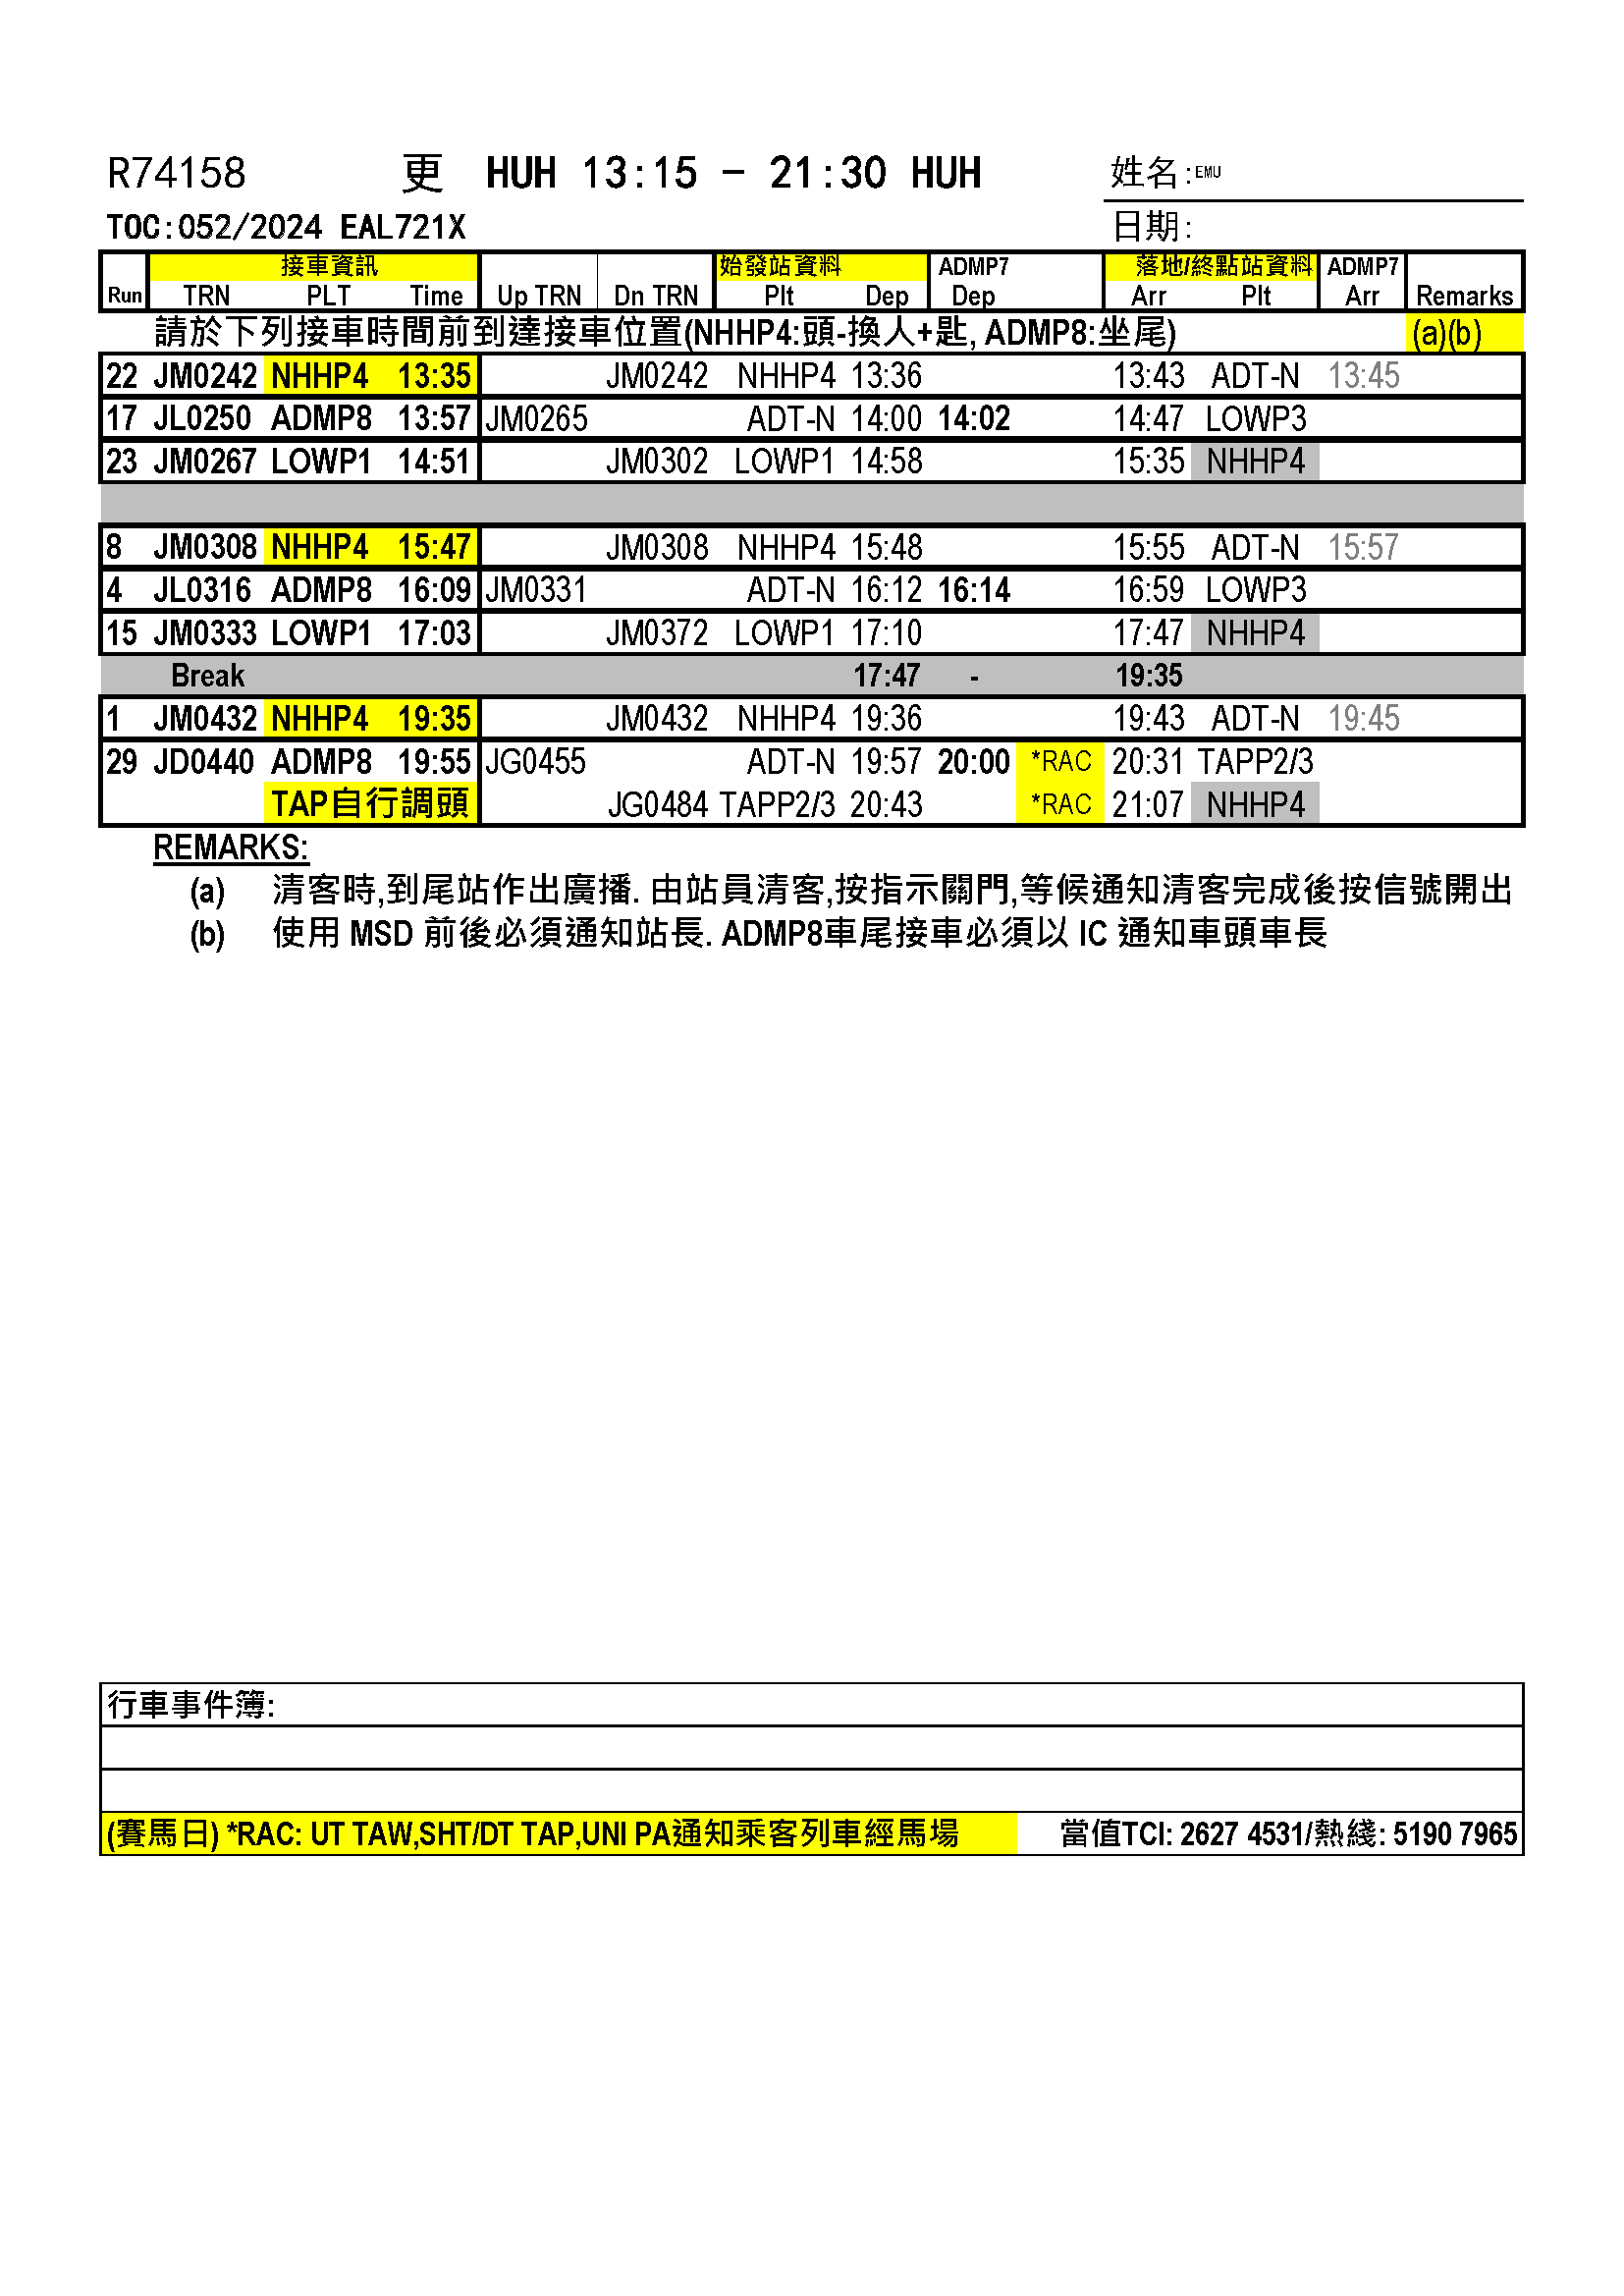 R74158 更 HUH 13:15 - 21:30 HUH 姓名:EMU
TOC:052/2024 EAL721X 日期:
接車資訊 始發站資料 ADMP7 落地/終點站資料 ADMP7
Run TRN PLT Time Up TRN Dn TRN Plt Dep Dep Arr Plt Arr Remarks
請於下列接車時間前到達接車位置(NHHP4:頭-換人+匙, ADMP8:坐尾) (a)(b)
22 JM0242 NHHP4 13:35 JM0242 NHHP4 13:36 13:43 ADT-N 13:45
17 JL0250 ADMP8 13:57 JM0265 ADT-N 14:00 14:02 14:47 LOWP3
23 JM0267 LOWP1 14:51 JM0302 LOWP1 14:58 15:35 NHHP4
8 JM0308 NHHP4 15:47 JM0308 NHHP4 15:48 15:55 ADT-N 15:57
4 JL0316 ADMP8 16:09 JM0331 ADT-N 16:12 16:14 16:59 LOWP3
15 JM0333 LOWP1 17:03 JM0372 LOWP1 17:10 17:47 NHHP4
Break 17:47 - 19:35
1 JM0432 NHHP4 19:35 JM0432 NHHP4 19:36 19:43 ADT-N 19:45
29 JD0440 ADMP8 19:55 JG0455 ADT-N 19:57 20:00 *RAC 20:31 TAPP2/3
TAP自行調頭 JG0484 TAPP2/3 20:43 *RAC 21:07 NHHP4
REMARKS:
(a) 清客時,到尾站作出廣播. 由站員清客,按指示關門,等候通知清客完成後按信號開出
(b) 使用 MSD 前後必須通知站長. ADMP8車尾接車必須以 IC 通知車頭車長
行車事件簿:
(賽馬日) *RAC: UT TAW,SHT/DT TAP,UNI PA通知乘客列車經馬場 當值TCI: 2627 4531/熱綫: 5190 7965